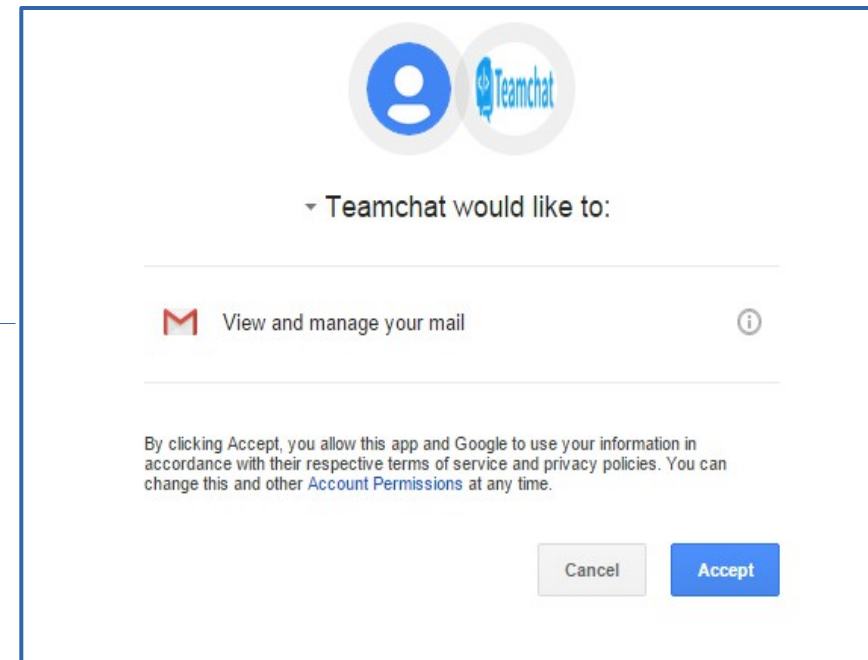 Teamchat
Teamchat would like to:
View and manage your mail
By clicking Accept, you allow this app and Google to use your information in
accordance with their respective terms of service and privacy policies. You can
change this and other Account Permissions at any time.
Cancel
Accept